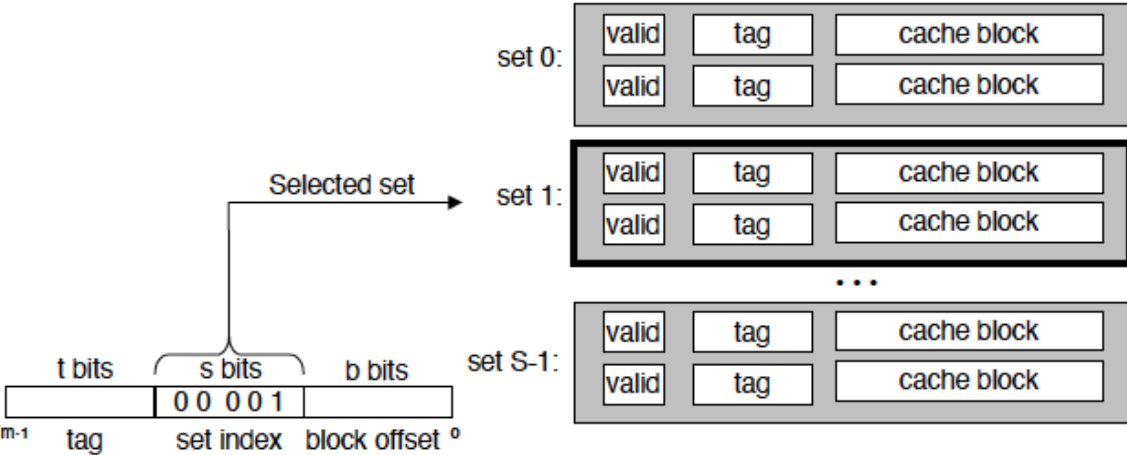 set 0:
valid tag cache block
valid tag cache block
Selected set
set 1:
valid tag cache block
valid tag cache block
• • •
set S-1:
valid tag cache block
valid tag cache block
t bits s bits b bits
0 0 0 0 1
m-1 tag set index block offset 0